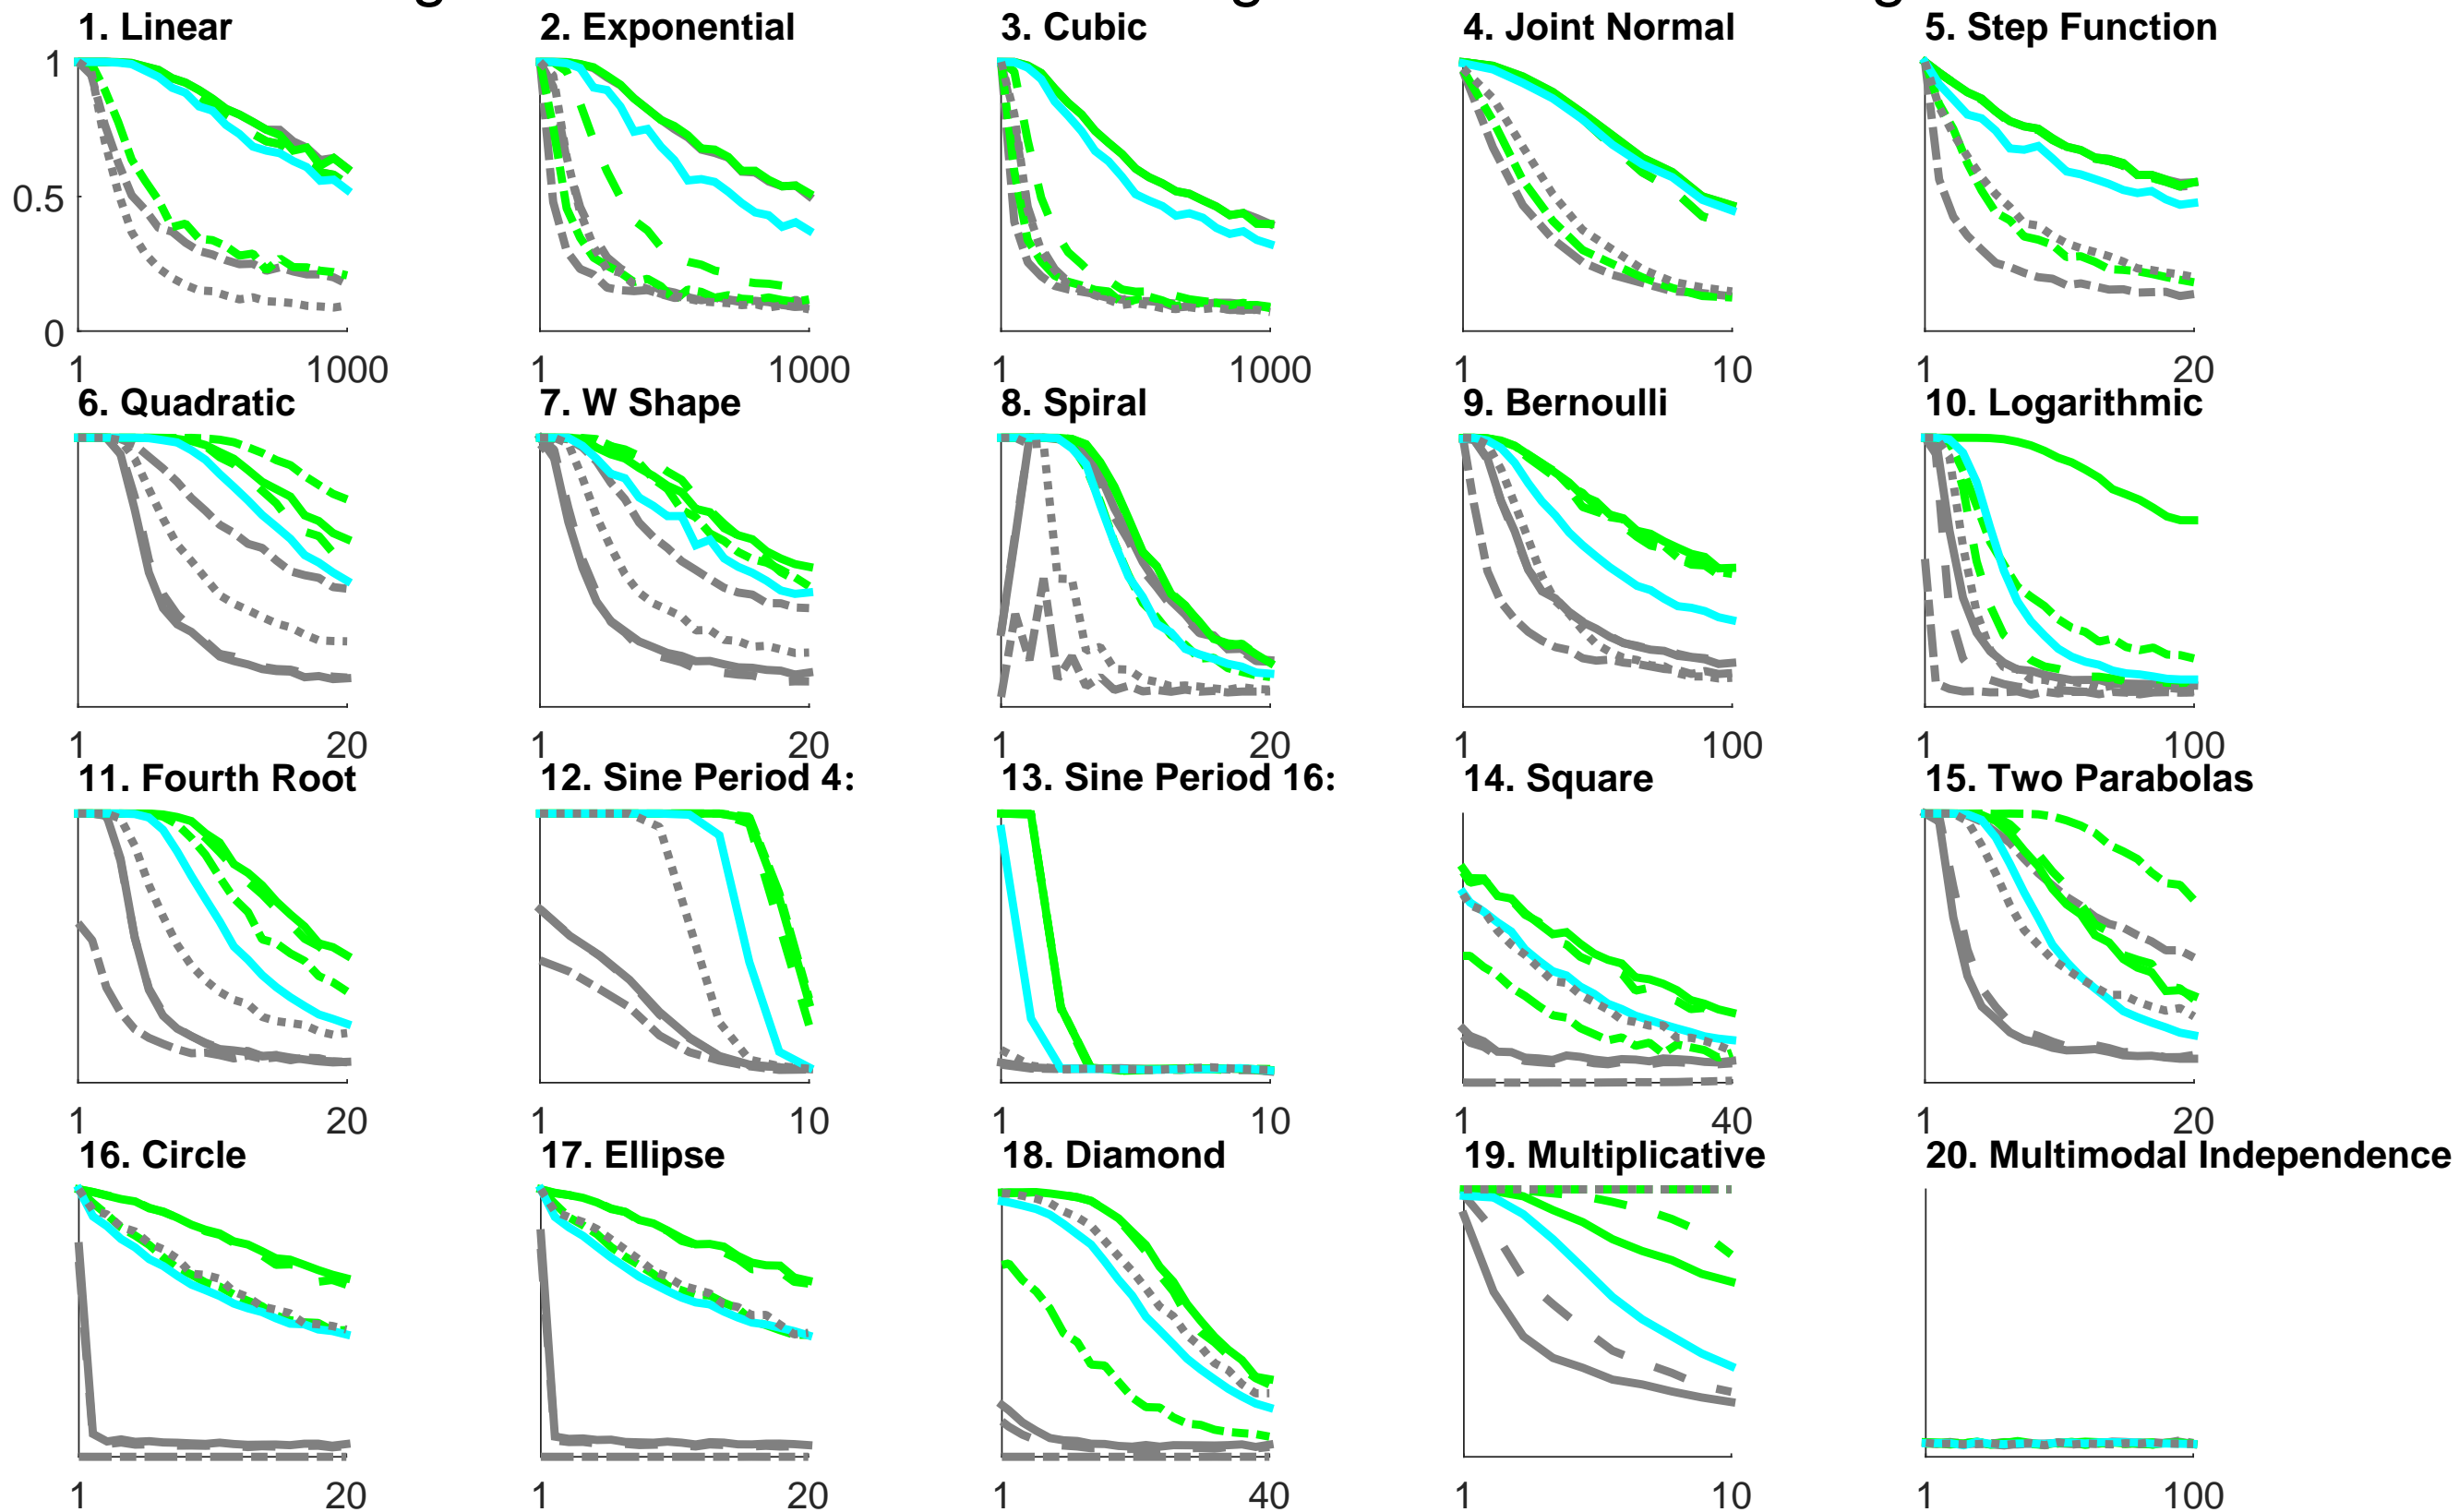 1. Linear 2. Exponential 3. Cubic 4. Joint Normal 5. Step Function
1
0.5
0
1 1000 1 1000 1 1000 1 10 1 20
6. Quadratic 7. W Shape 8. Spiral 9. Bernoulli 10. Logarithmic
1 20 1 20 1 20 1 100 1 100
11. Fourth Root 12. Sine Period 4: 13. Sine Period 16: 14. Square 15. Two Parabolas
1 20 1 10 1 10 1 40 1 20
16. Circle 17. Ellipse 18. Diamond 19. Multiplicative 20. Multimodal Independence
1 20 1 20 1 40 1 10 1 100